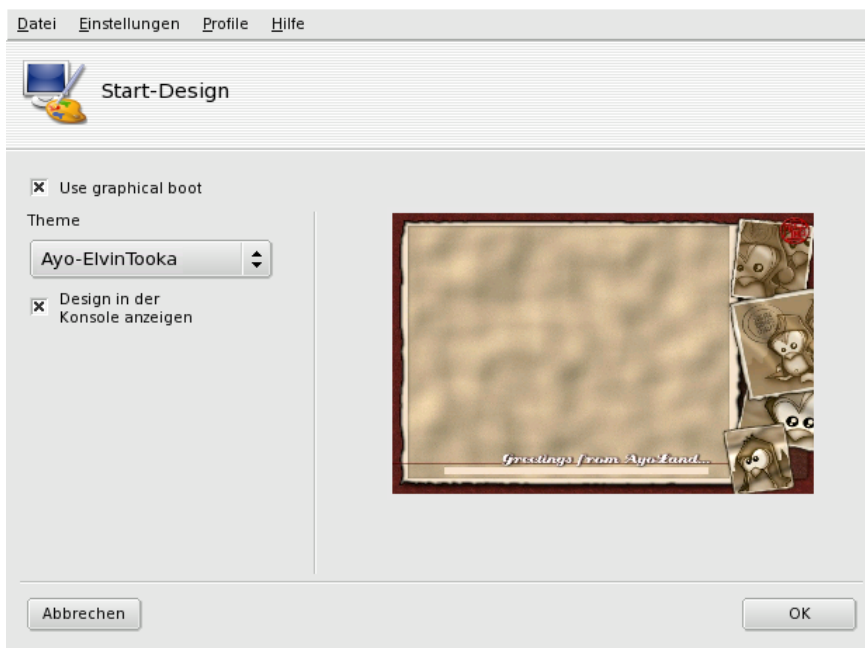 Datei Einstellungen Profile Hilfe
Start-Design
Use graphical boot
Theme
Ayo-ElvinTooka
Design in der
Konsole anzeigen
Greetings from AyoLand...
Abbrechen
OK